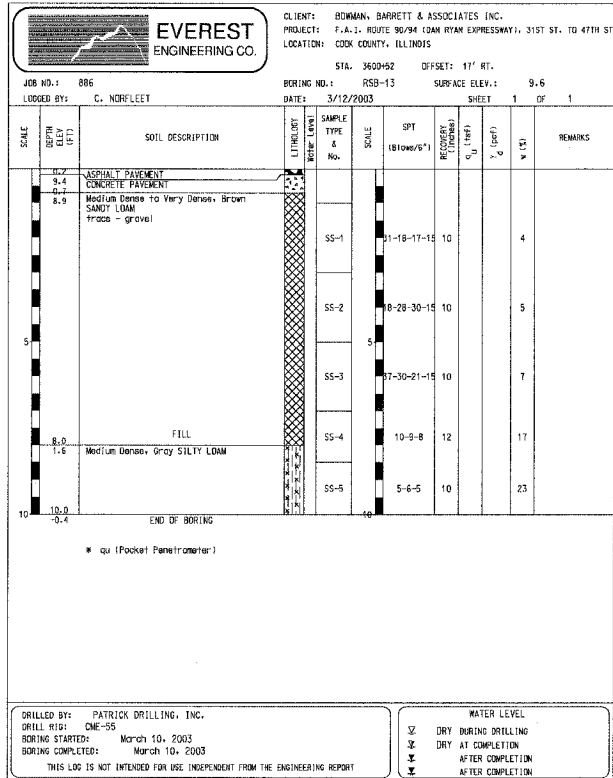 EVEREST
ENGINEERING CO.
CLIENT: BOWMAN, BARRETT & ASSOCIATES INC.
PROJECT: F.A.I. ROUTE 90/94 (DAN RYAM EXPRESSWAY), 31ST ST. TO 47TH ST
LOCATION: COOK COUNTY, ILLINOIS
STA. 3600+52 OFFSET: 17' RT.
JOB NO.: 886 BORING NO.: RSB-13 SURFACE ELEV.: 9.6
LOGGED BY: C. NORFLEET DATE: 3/12/2003 SHEET 1 OF 1
SCALE
DEPTH ELEV (FT)
SOIL DESCRIPTION
LITHOLOGY
Water Level
SAMPLE TYPE & No.
SCALE
SPT (Blows/6")
RECOVERY (Inches)
qu (tsf)
γd (pcf)
w (%)
REMARKS
0.2 ASPHALT PAVEMENT
9.4 CONCRETE PAVEMENT
0.7 Medium Dense to Very Dense, Brown
8.9 SANDY LOAM
trace - gravel
SS-1 31-18-17-15 10 4
SS-2 18-28-30-15 10 5
5 5
SS-3 37-30-21-15 10 7
FILL SS-4 10-9-8 12 17
8.0
1.6 Medium Dense, Gray SILTY LOAM
SS-5 5-6-5 10 23
10 10.0 10
-0.4 END OF BORING
* qu (Pocket Penetrometer)
DRILLED BY: PATRICK DRILLING, INC.
DRILL RIG: CME-55
BORING STARTED: March 10, 2003
BORING COMPLETED: March 10, 2003
THIS LOG IS NOT INTENDED FOR USE INDEPENDENT FROM THE ENGINEERING REPORT
WATER LEVEL
DRY DURING DRILLING
DRY AT COMPLETION
AFTER COMPLETION
AFTER COMPLETION